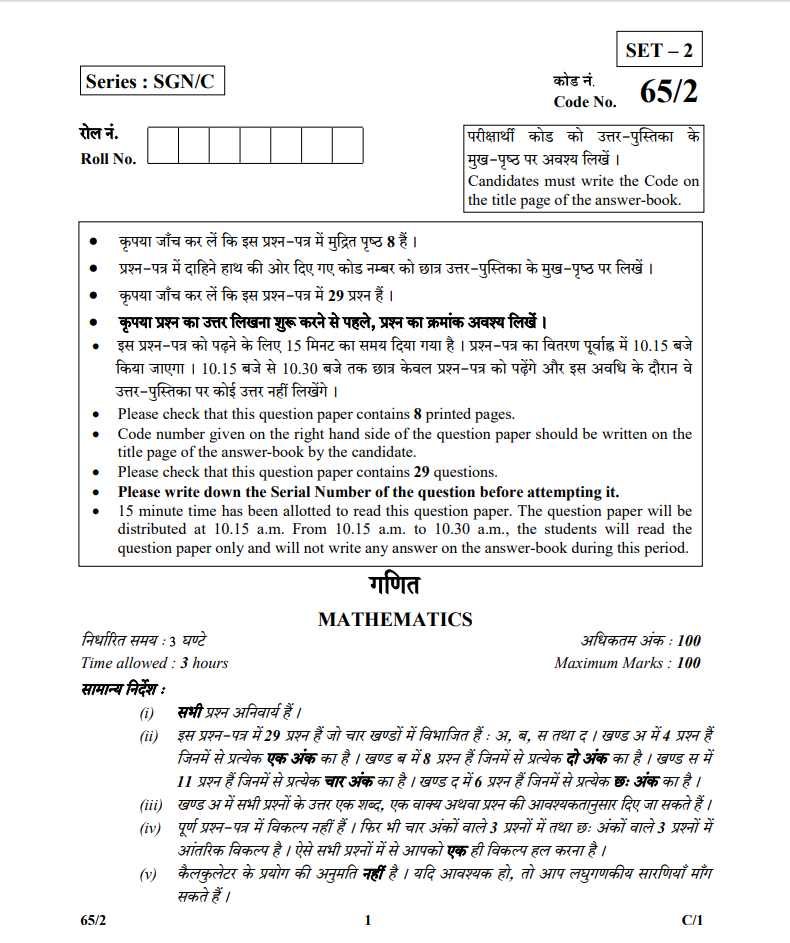 SET – 2
Series : SGN/C
कोड नं.
Code No. 65/2
रोल नं.
Roll No.
परीक्षार्थी कोड को उत्तर-पुस्तिका के
मुख-पृष्ठ पर अवश्य लिखें ।
Candidates must write the Code on
the title page of the answer-book.
• कृपया जाँच कर लें कि इस प्रश्न-पत्र में मुद्रित पृष्ठ 8 हैं ।
• प्रश्न-पत्र में दाहिने हाथ की ओर दिए गए कोड नम्बर को छात्र उत्तर-पुस्तिका के मुख-पृष्ठ पर लिखें ।
• कृपया जाँच कर लें कि इस प्रश्न-पत्र में 29 प्रश्न हैं ।
• कृपया प्रश्न का उत्तर लिखना शुरू करने से पहले, प्रश्न का क्रमांक अवश्य लिखें ।
• इस प्रश्न-पत्र को पढ़ने के लिए 15 मिनट का समय दिया गया है । प्रश्न-पत्र का वितरण पूर्वाह्न में 10.15 बजे
किया जाएगा । 10.15 बजे से 10.30 बजे तक छात्र केवल प्रश्न-पत्र को पढ़ेंगे और इस अवधि के दौरान वे
उत्तर-पुस्तिका पर कोई उत्तर नहीं लिखेंगे ।
• Please check that this question paper contains 8 printed pages.
• Code number given on the right hand side of the question paper should be written on the
title page of the answer-book by the candidate.
• Please check that this question paper contains 29 questions.
• Please write down the Serial Number of the question before attempting it.
• 15 minute time has been allotted to read this question paper. The question paper will be
distributed at 10.15 a.m. From 10.15 a.m. to 10.30 a.m., the students will read the
question paper only and will not write any answer on the answer-book during this period.
गणित
MATHEMATICS
निर्धारित समय : 3 घण्टे
अधिकतम अंक : 100
Time allowed : 3 hours
Maximum Marks : 100
सामान्य निर्देश :
(i) सभी प्रश्न अनिवार्य हैं ।
(ii) इस प्रश्न-पत्र में 29 प्रश्न हैं जो चार खण्डों में विभाजित हैं : अ, ब, स तथा द । खण्ड अ में 4 प्रश्न हैं
जिनमें से प्रत्येक एक अंक का है । खण्ड ब में 8 प्रश्न हैं जिनमें से प्रत्येक दो अंक का है । खण्ड स में
11 प्रश्न हैं जिनमें से प्रत्येक चार अंक का है । खण्ड द में 6 प्रश्न हैं जिनमें से प्रत्येक छः अंक का है ।
(iii) खण्ड अ में सभी प्रश्नों के उत्तर एक शब्द, एक वाक्य अथवा प्रश्न की आवश्यकतानुसार दिए जा सकते हैं ।
(iv) पूर्ण प्रश्न-पत्र में विकल्प नहीं हैं । फिर भी चार अंकों वाले 3 प्रश्नों में तथा छः अंकों वाले 3 प्रश्नों में
आंतरिक विकल्प है । ऐसे सभी प्रश्नों में से आपको एक ही विकल्प हल करना है ।
(v) कैलकुलेटर के प्रयोग की अनुमति नहीं है । यदि आवश्यक हो, तो आप लघुगणकीय सारणियाँ माँग
सकते हैं ।
65/2
1
C/1